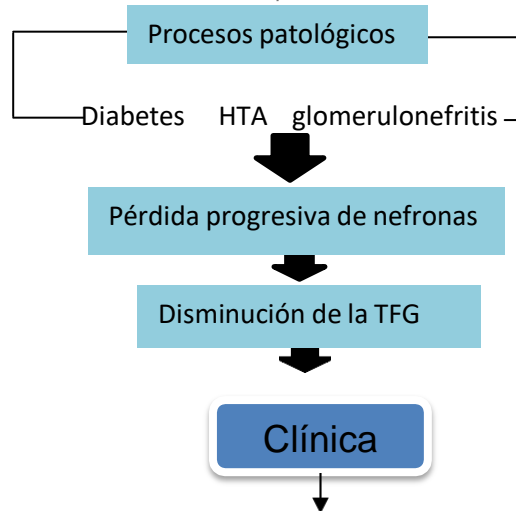 Procesos patológicos
Diabetes HTA glomerulonefritis
Pérdida progresiva de nefronas
Disminución de la TFG
Clínica